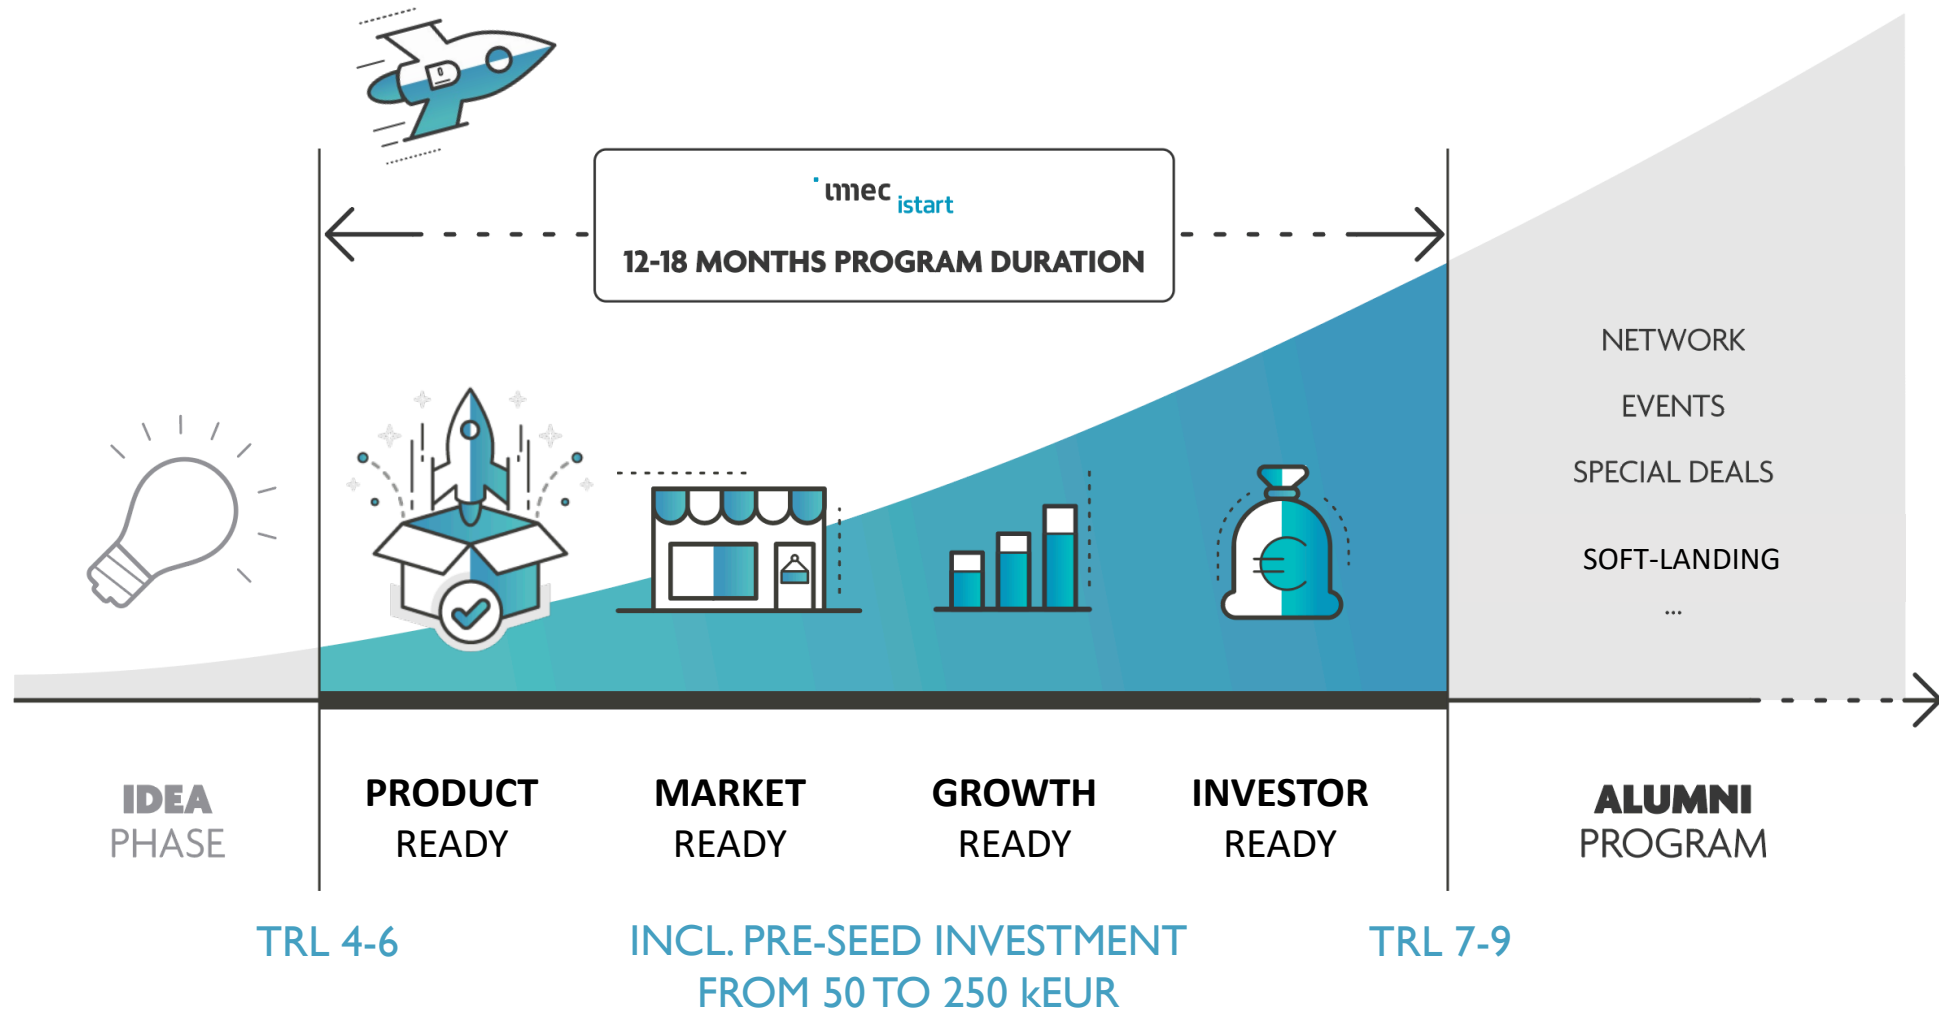 imec istart
12-18 MONTHS PROGRAM DURATION
NETWORK
EVENTS
SPECIAL DEALS
SOFT-LANDING
...
IDEA
PHASE
PRODUCT
READY
MARKET
READY
GROWTH
READY
INVESTOR
READY
ALUMNI
PROGRAM
TRL 4-6
INCL. PRE-SEED INVESTMENT
FROM 50 TO 250 kEUR
TRL 7-9